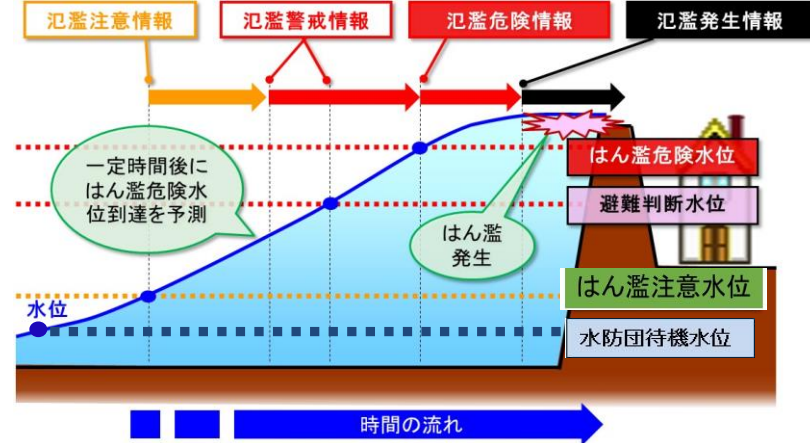 氾濫注意情報
氾濫警戒情報
氾濫危険情報
氾濫発生情報
はん濫危険水位
一定時間後に
はん濫危険水
位到達を予測
避難判断水位
はん濫
発生
はん濫注意水位
水位
水防団待機水位
時間の流れ